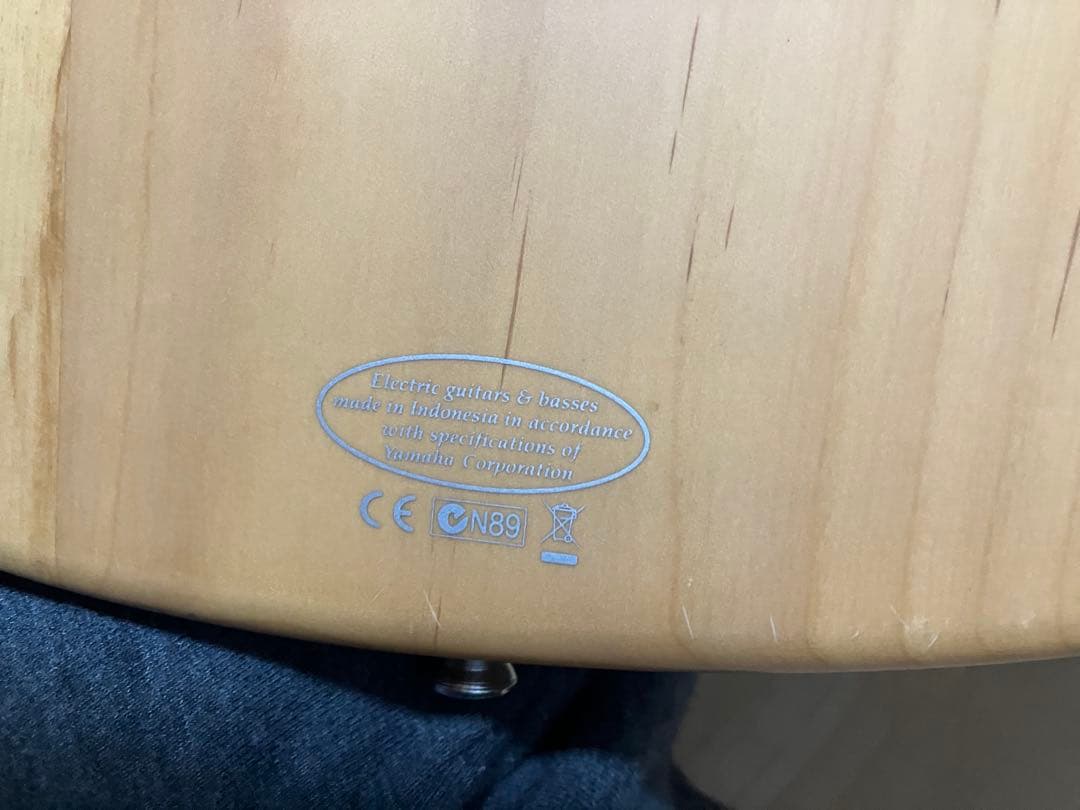 Electric guitars & basses
made in Indonesia in accordance
with specifications of
Yamaha Corporation
CE N89